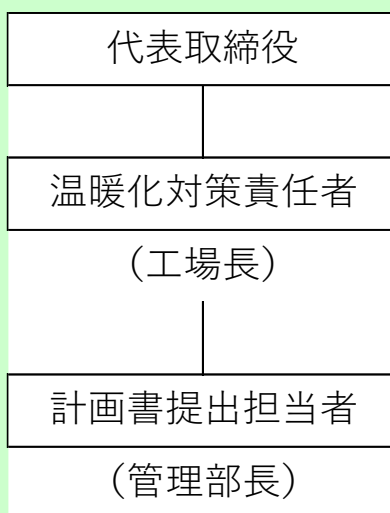 代表取締役
温暖化対策責任者
(工場長)
計画書提出担当者
(管理部長)